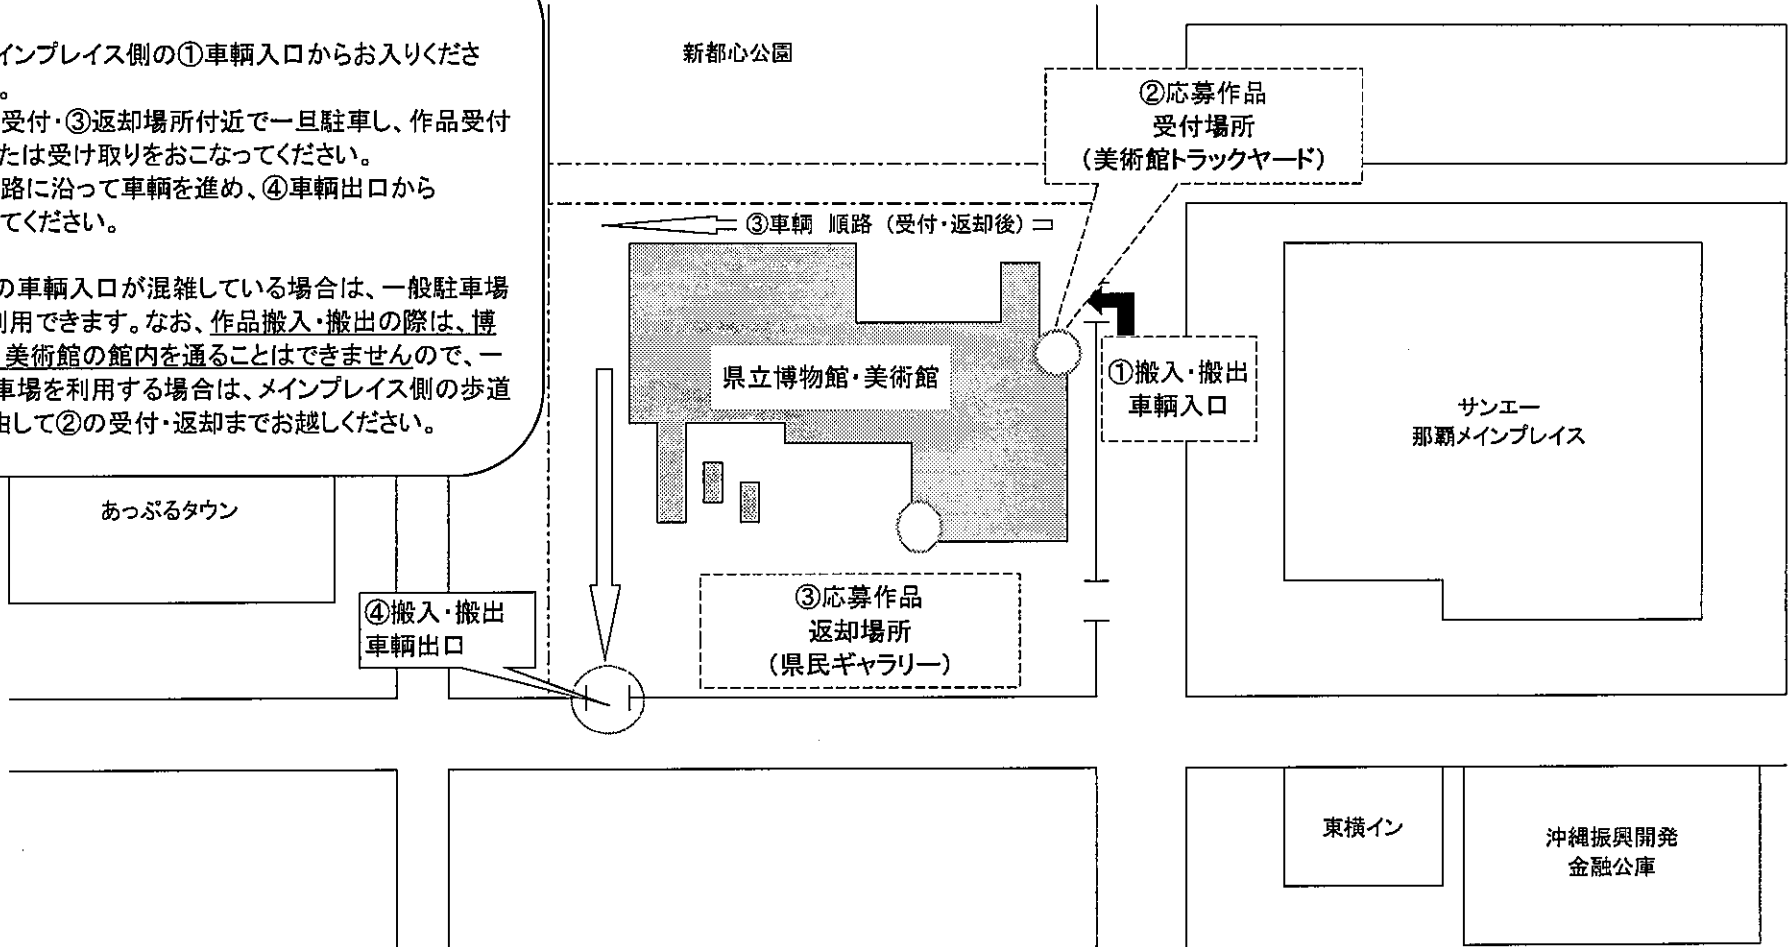 インプレイス側の①車輌入口からお入りくださ
。
受付・③返却場所付近で一旦駐車し、作品受付
たは受け取りをおこなってください。
路に沿って車輌を進め、④車輌出口から
てください。
の車輌入口が混雑している場合は、一般駐車場
利用できます。なお、作品搬入・搬出の際は、博
美術館の館内を通ることはできませんので、一
車場を利用する場合は、メインプレイス側の歩道
由して②の受付・返却までお越しください。
新都心公園
②応募作品
受付場所
（美術館トラックヤード）
③車輌 順路（受付・返却後）
県立博物館・美術館
①搬入・搬出
車輌入口
サンエー
那覇メインプレイス
あっぷるタウン
④搬入・搬出
車輌出口
③応募作品
返却場所
（県民ギャラリー）
東横イン
沖縄振興開発
金融公庫